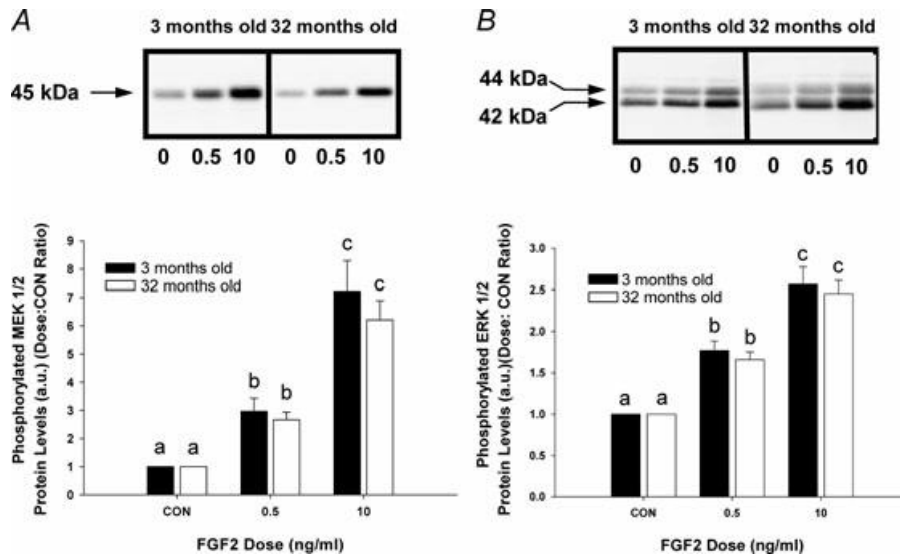 A
3 months old 32 months old
45 kDa
0 0.5 10 0 0.5 10
Phosphorylated MEK 1/2
Protein Levels (a.u.) (Dose:CON Ratio)
9
8
7
6
5
4
3
2
1
0
3 months old
32 months old
a a
b b
c c
CON 0.5 10
FGF2 Dose (ng/ml)
B
3 months old 32 months old
44 kDa
42 kDa
0 0.5 10 0 0.5 10
Phosphorylated ERK 1/2
Protein Levels (a.u.)(Dose: CON Ratio)
3.0
2.5
2.0
1.5
1.0
0.5
0.0
3 months old
32 months old
a a
b b
c c
CON 0.5 10
FGF2 Dose (ng/ml)